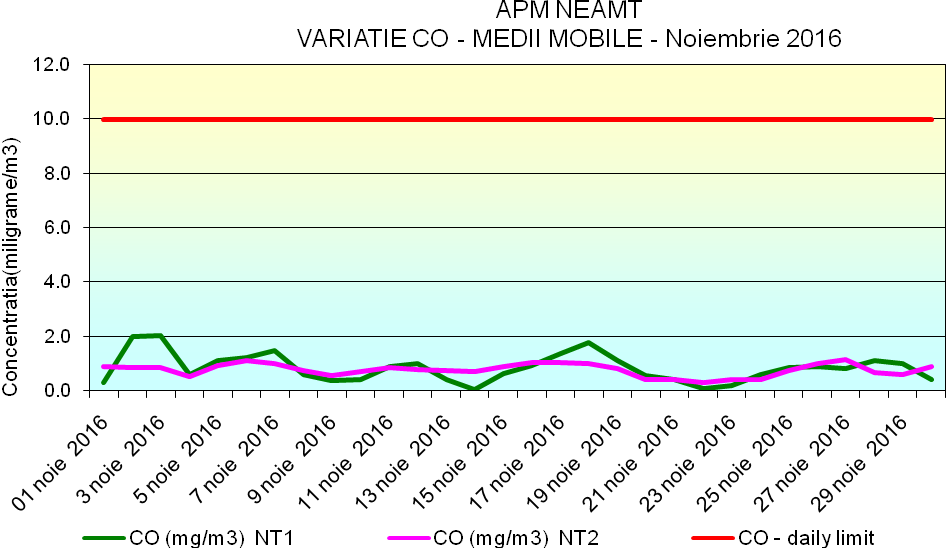 APM NEAMT
VARIATIE CO - MEDII MOBILE - Noiembrie 2016
Concentratia(miligrame/m3)
12.0
10.0
8.0
6.0
4.0
2.0
0.0
01 noie 2016
3 noie 2016
5 noie 2016
7 noie 2016
9 noie 2016
11 noie 2016
13 noie 2016
15 noie 2016
17 noie 2016
19 noie 2016
21 noie 2016
23 noie 2016
25 noie 2016
27 noie 2016
29 noie 2016
CO (mg/m3) NT1
CO (mg/m3) NT2
CO - daily limit